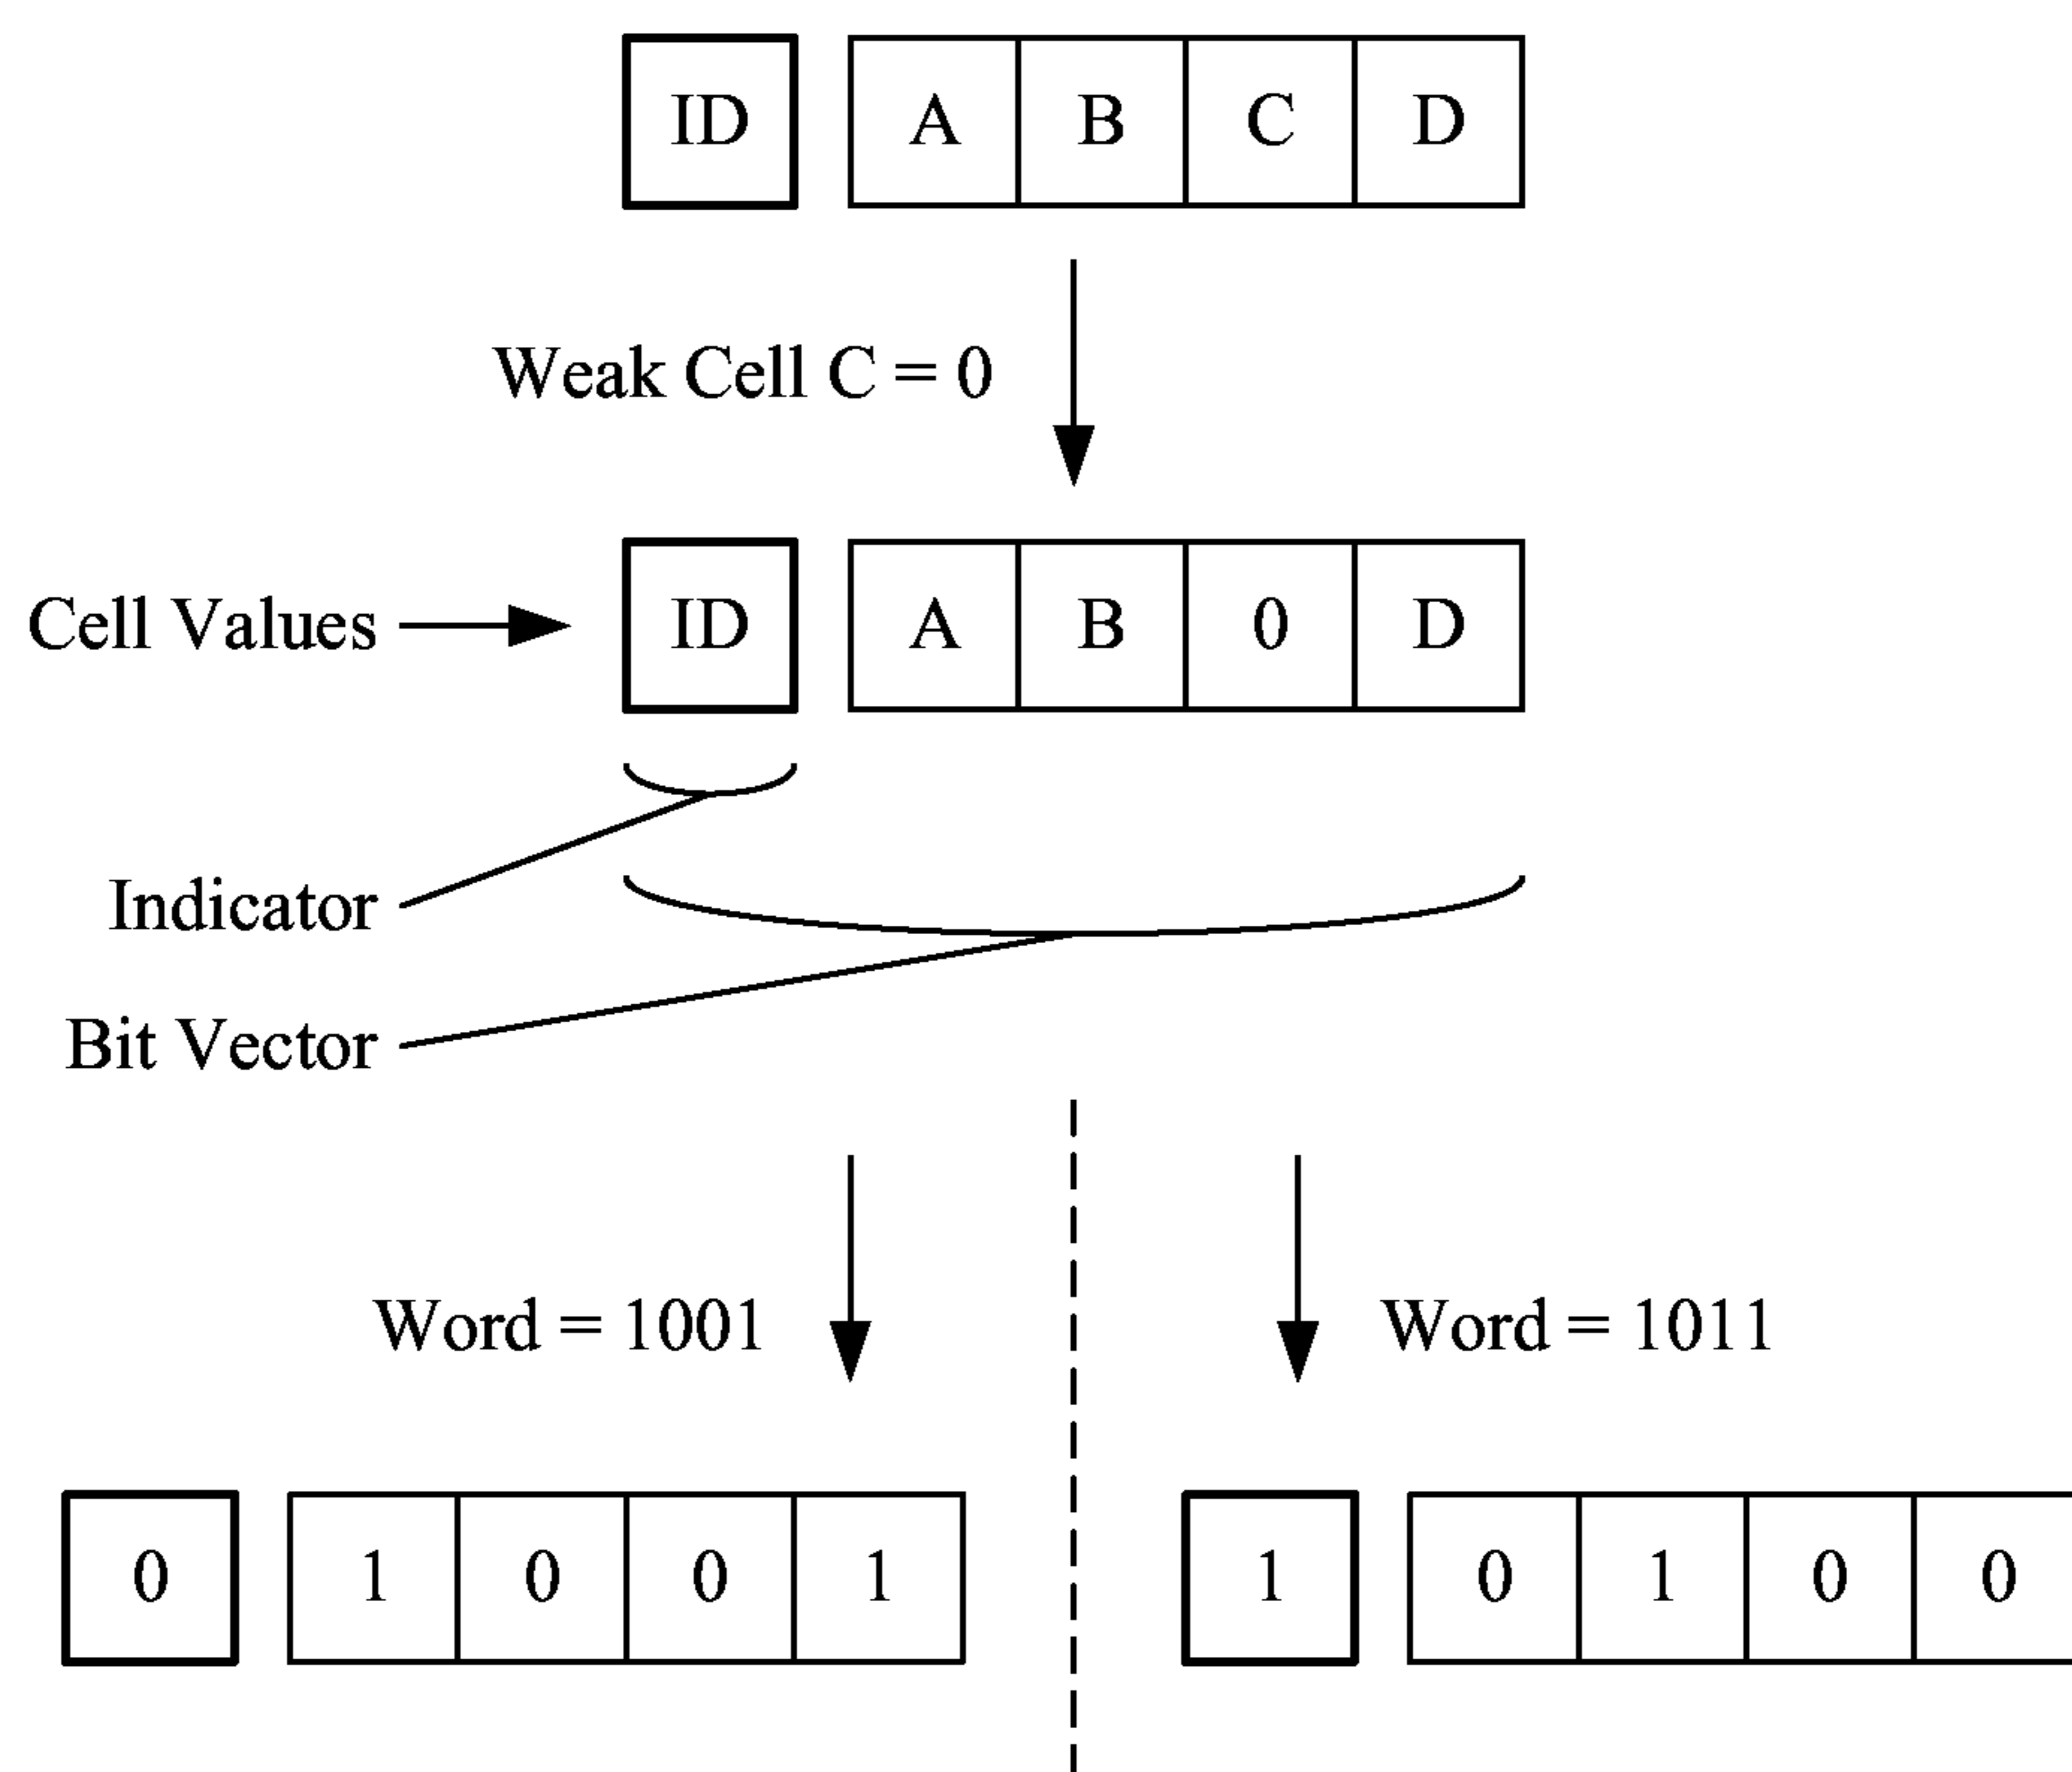 ID A B C D
Weak Cell C = 0
Cell Values ID A B 0 D
Indicator
Bit Vector
Word = 1001 Word = 1011
0 1 0 0 1 1 0 1 0 0